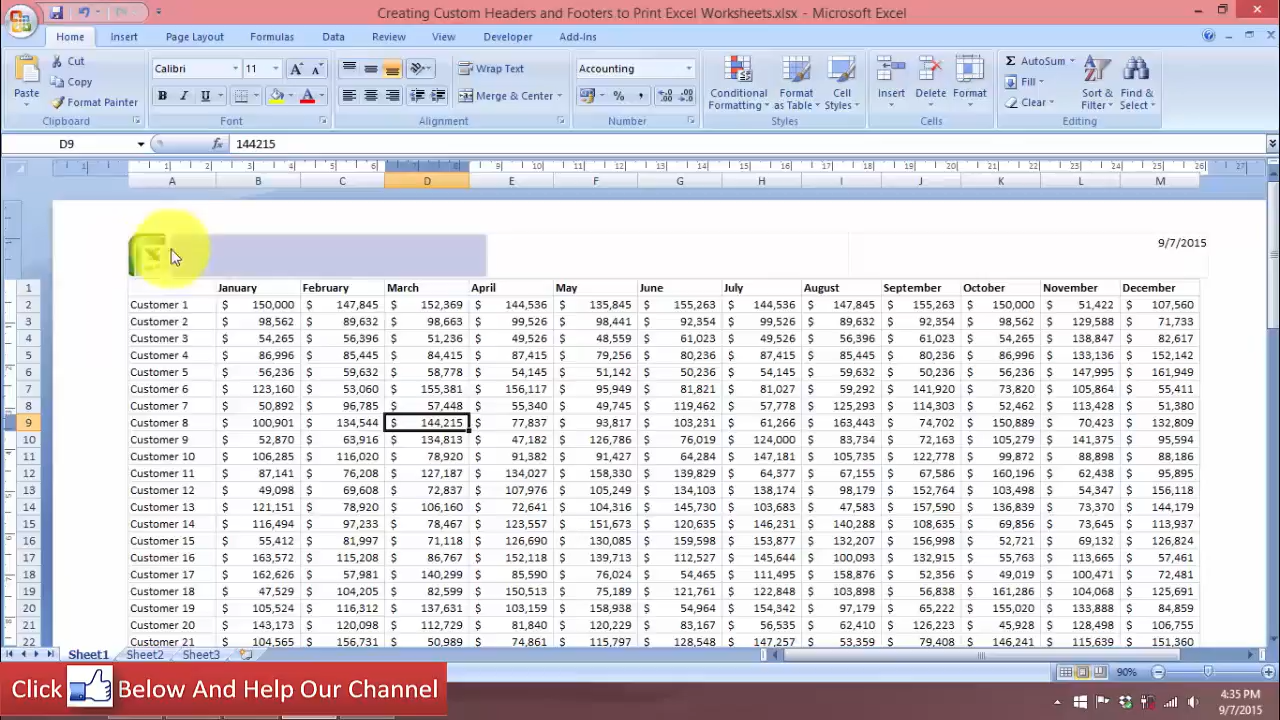 Creating Custom Headers and Footers to Print Excel Worksheets.xlsx - Microsoft Excel
Home Insert Page Layout Formulas Data Review View Developer Add-Ins
Paste Cut Copy Format Painter Clipboard
Calibri 11 B I U Font
Wrap Text Merge & Center Alignment
Accounting $ % , Number
Conditional Formatting Format as Table Cell Styles Styles
Insert Delete Format Cells
Σ AutoSum Fill Clear Sort & Filter Find & Select Editing
D9 fx 144215
A B C D E F G H I J K L M
9/7/2015
1 January February March April May June July August September October November December
2 Customer 1 $ 150,000 $ 147,845 $ 152,369 $ 144,536 $ 135,845 $ 155,263 $ 144,536 $ 147,845 $ 155,263 $ 150,000 $ 51,422 $ 107,560
3 Customer 2 $ 98,562 $ 89,632 $ 98,663 $ 99,526 $ 98,441 $ 92,354 $ 99,526 $ 89,632 $ 92,354 $ 98,562 $ 129,588 $ 71,733
4 Customer 3 $ 54,265 $ 56,396 $ 51,236 $ 49,526 $ 48,559 $ 61,023 $ 49,526 $ 56,396 $ 61,023 $ 54,265 $ 138,847 $ 82,617
5 Customer 4 $ 86,996 $ 85,445 $ 84,415 $ 87,415 $ 79,256 $ 80,236 $ 87,415 $ 85,445 $ 80,236 $ 86,996 $ 133,136 $ 152,142
6 Customer 5 $ 56,236 $ 59,632 $ 58,778 $ 54,145 $ 51,142 $ 50,236 $ 54,145 $ 59,632 $ 50,236 $ 56,236 $ 147,995 $ 161,949
7 Customer 6 $ 123,160 $ 53,060 $ 155,381 $ 156,117 $ 95,949 $ 81,821 $ 81,027 $ 59,292 $ 141,920 $ 73,820 $ 105,864 $ 55,411
8 Customer 7 $ 50,892 $ 96,785 $ 57,448 $ 55,340 $ 49,745 $ 119,462 $ 57,778 $ 125,293 $ 114,303 $ 52,462 $ 113,428 $ 51,380
9 Customer 8 $ 100,901 $ 134,544 $ 144,215 $ 77,837 $ 93,817 $ 103,231 $ 61,266 $ 163,443 $ 74,702 $ 150,889 $ 70,423 $ 132,809
10 Customer 9 $ 52,870 $ 63,916 $ 134,813 $ 47,182 $ 126,786 $ 76,019 $ 124,000 $ 83,734 $ 72,163 $ 105,279 $ 141,375 $ 95,594
11 Customer 10 $ 106,285 $ 116,020 $ 78,920 $ 91,382 $ 91,427 $ 64,284 $ 147,181 $ 105,735 $ 122,778 $ 99,872 $ 88,898 $ 88,186
12 Customer 11 $ 87,141 $ 76,208 $ 127,187 $ 134,027 $ 158,330 $ 139,829 $ 64,377 $ 67,155 $ 67,586 $ 160,196 $ 62,438 $ 95,895
13 Customer 12 $ 49,098 $ 69,608 $ 72,837 $ 107,976 $ 105,249 $ 134,103 $ 138,174 $ 98,179 $ 152,764 $ 163,498 $ 54,347 $ 156,118
14 Customer 13 $ 121,151 $ 78,920 $ 106,160 $ 72,641 $ 104,316 $ 145,730 $ 103,683 $ 47,583 $ 157,590 $ 136,839 $ 73,370 $ 144,179
15 Customer 14 $ 116,494 $ 97,233 $ 78,467 $ 123,557 $ 151,673 $ 120,635 $ 146,231 $ 140,288 $ 108,635 $ 69,856 $ 73,645 $ 113,937
16 Customer 15 $ 55,412 $ 81,997 $ 71,118 $ 126,690 $ 130,085 $ 159,598 $ 153,877 $ 132,207 $ 156,998 $ 52,721 $ 69,132 $ 126,824
17 Customer 16 $ 163,572 $ 115,208 $ 86,767 $ 152,118 $ 139,713 $ 112,527 $ 145,644 $ 100,093 $ 132,915 $ 55,763 $ 113,665 $ 57,461
18 Customer 17 $ 162,626 $ 57,981 $ 140,299 $ 85,590 $ 76,024 $ 54,465 $ 111,495 $ 158,876 $ 52,356 $ 49,019 $ 100,471 $ 72,481
19 Customer 18 $ 47,529 $ 104,205 $ 82,599 $ 150,513 $ 75,189 $ 121,761 $ 122,848 $ 103,898 $ 56,838 $ 161,286 $ 104,068 $ 125,691
20 Customer 19 $ 105,524 $ 116,312 $ 137,631 $ 103,159 $ 158,938 $ 54,964 $ 154,342 $ 97,179 $ 65,222 $ 155,020 $ 133,888 $ 84,859
21 Customer 20 $ 143,173 $ 120,098 $ 112,729 $ 81,840 $ 120,229 $ 83,167 $ 56,535 $ 62,410 $ 126,223 $ 45,928 $ 118,498 $ 106,755
22 Customer 21 $ 104,565 $ 156,731 $ 50,989 $ 74,861 $ 115,797 $ 128,548 $ 147,257 $ 53,359 $ 79,408 $ 146,241 $ 115,639 $ 151,360
Sheet1 Sheet2 Sheet3
90%
Click Below And Help Our Channel
4:35 PM
9/7/2015